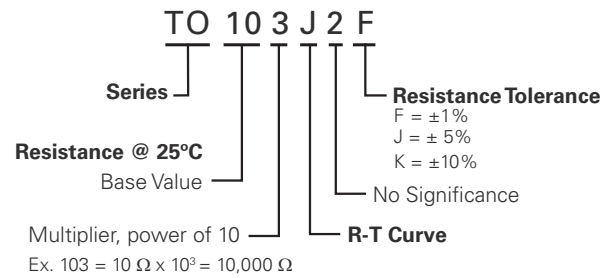 TO 10 3 J 2 F
Series
Resistance @ 25ºC
Base Value
Multiplier, power of 10
Ex. 103 = 10 Ω x 10³ = 10,000 Ω
Resistance Tolerance
F = ±1%
J = ± 5%
K = ±10%
No Significance
R-T Curve